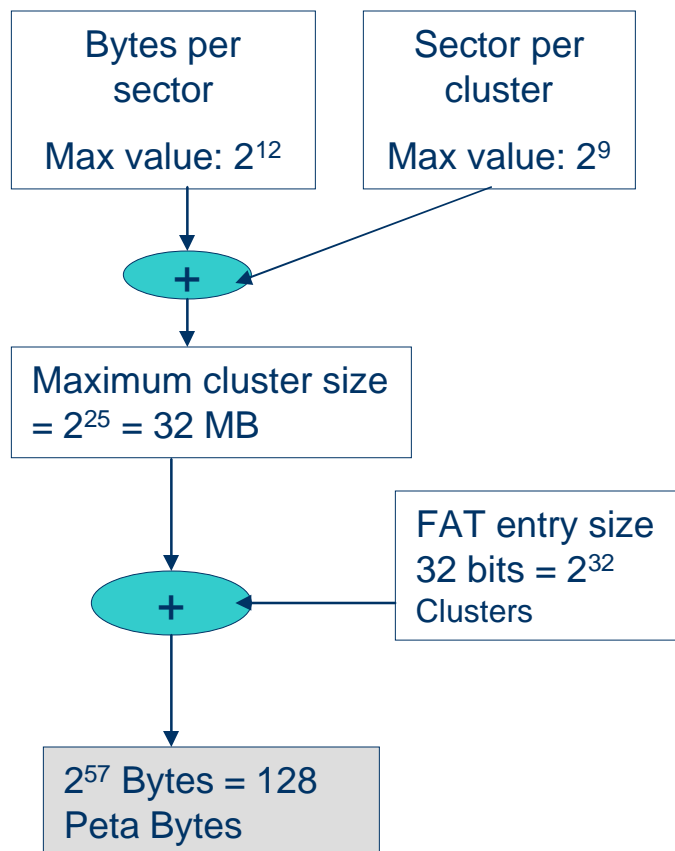 Bytes per
sector
Max value: 2¹²
Sector per
cluster
Max value: 2⁹
+
Maximum cluster size
= 2²⁵ = 32 MB
FAT entry size
32 bits = 2³²
Clusters
+
2⁵⁷ Bytes = 128
Peta Bytes